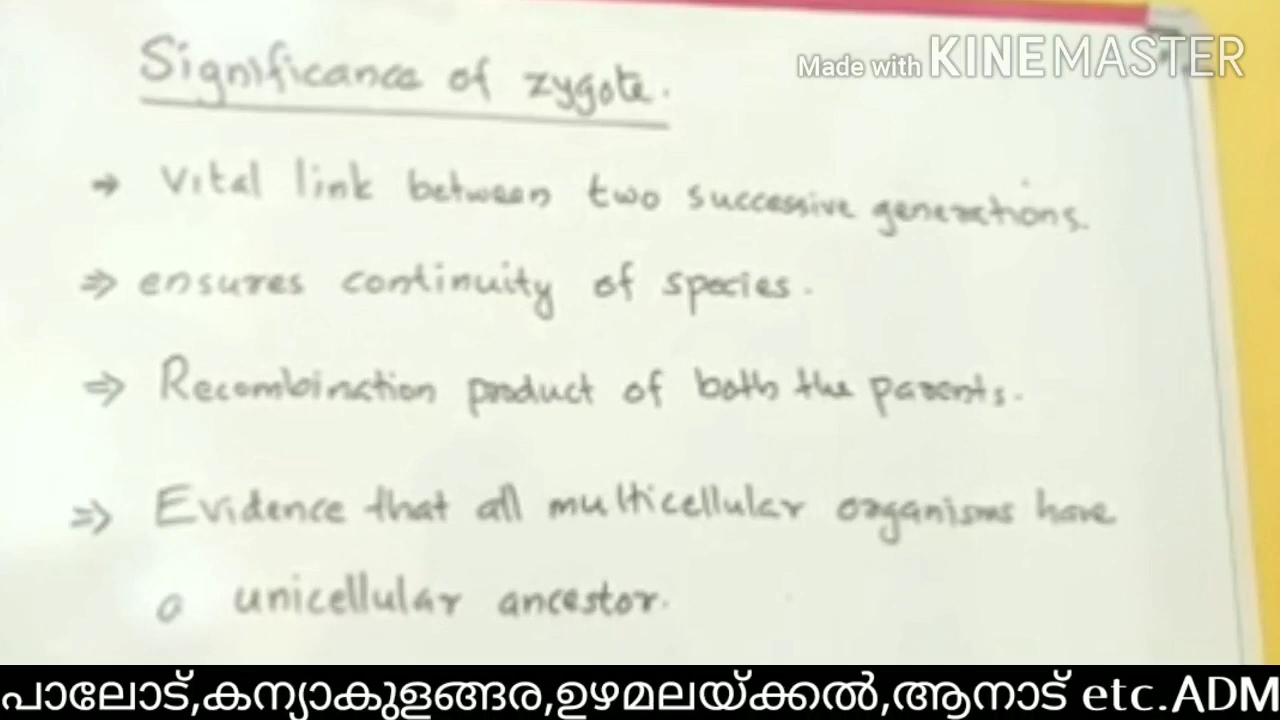 Significance of zygote.
Made with KINEMASTER
→ Vital link between two successive generations.
⇒ ensures continuity of species.
⇒ Recombination product of both the parents.
⇒ Evidence that all multicellular organisms have
a unicellular ancestor.
പാലോട്,കന്യാകുളങ്ങര,ഉഴമലയ്ക്കൽ,ആനാട് etc.ADM